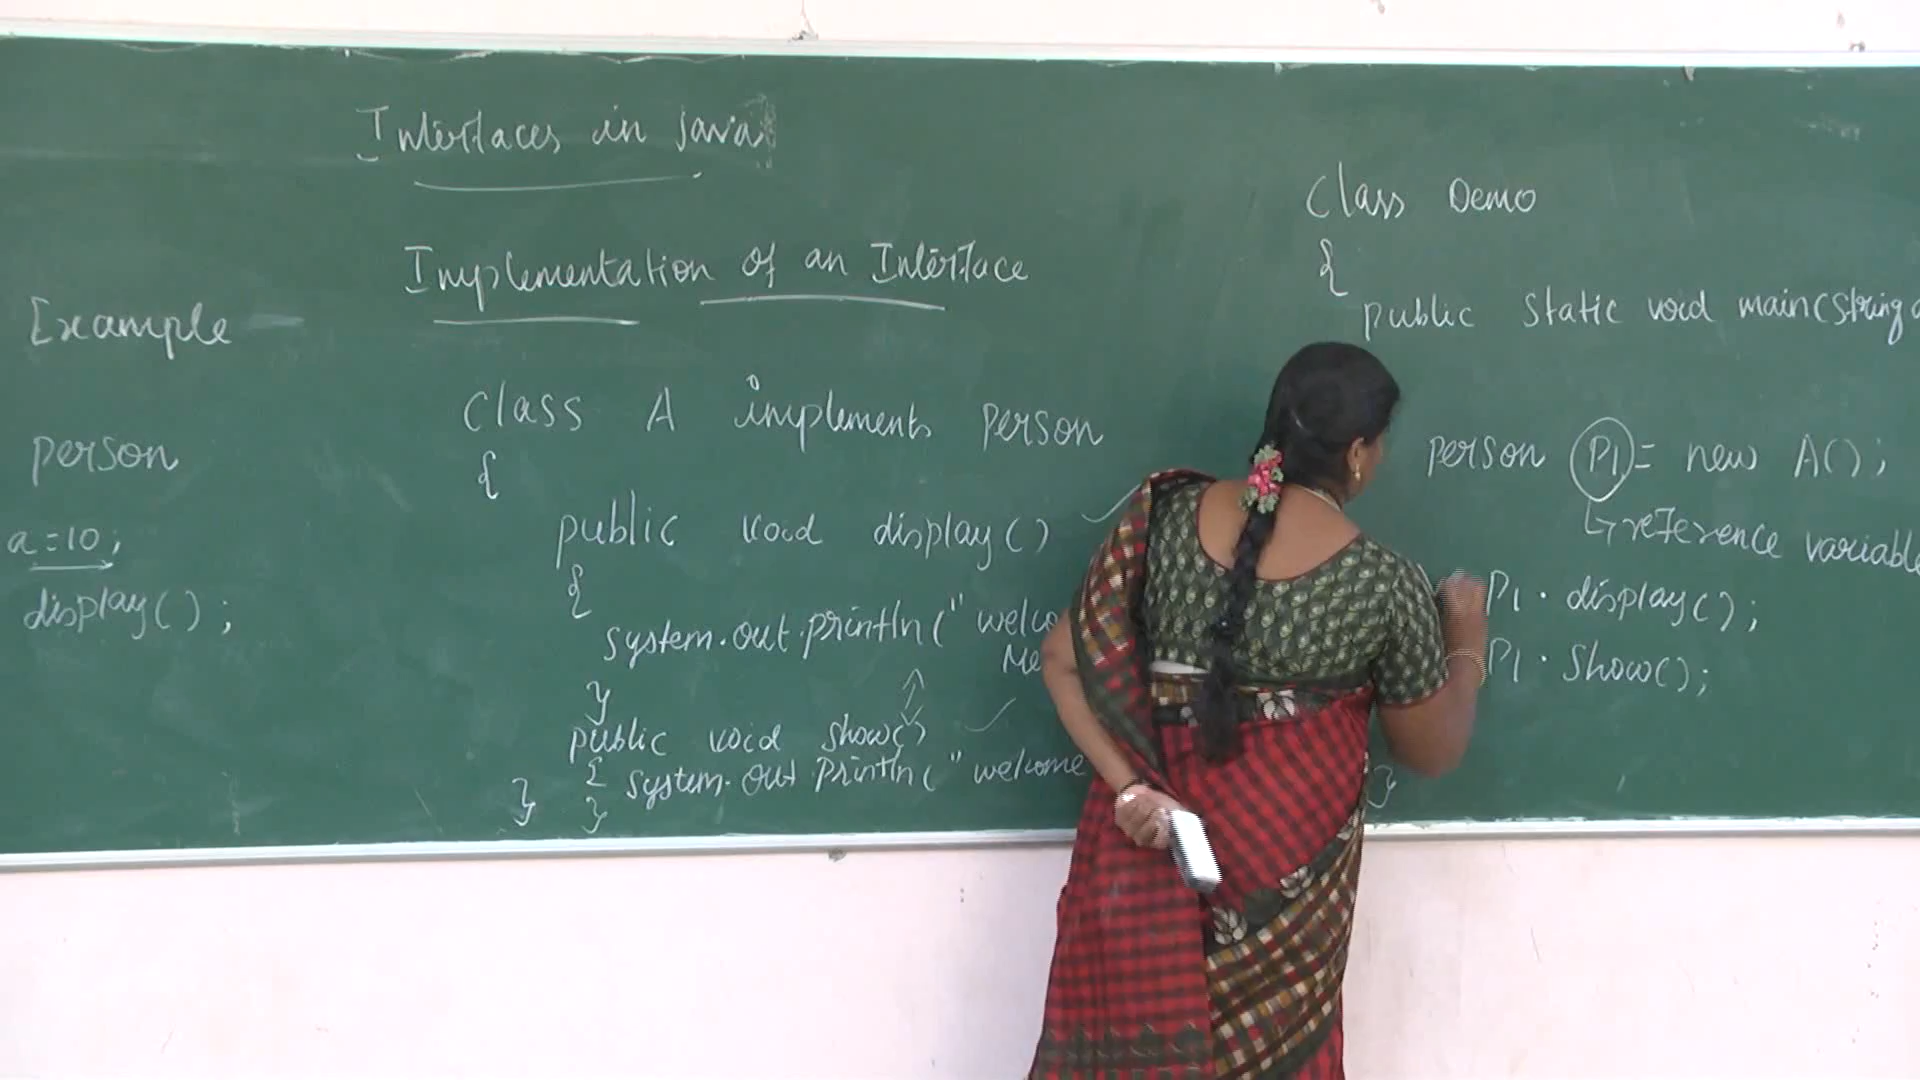 Interfaces in java
Implementation of an Interface
Example
person
a=10;
display();
class A implements person
{
public void display()
{
system.out.println("
}
public void show()
{ system.out println("welcome
}
}
Class Demo
{
public static void main(String
person P1 = new A();
reference variable
P1.display();
P1.show();
}